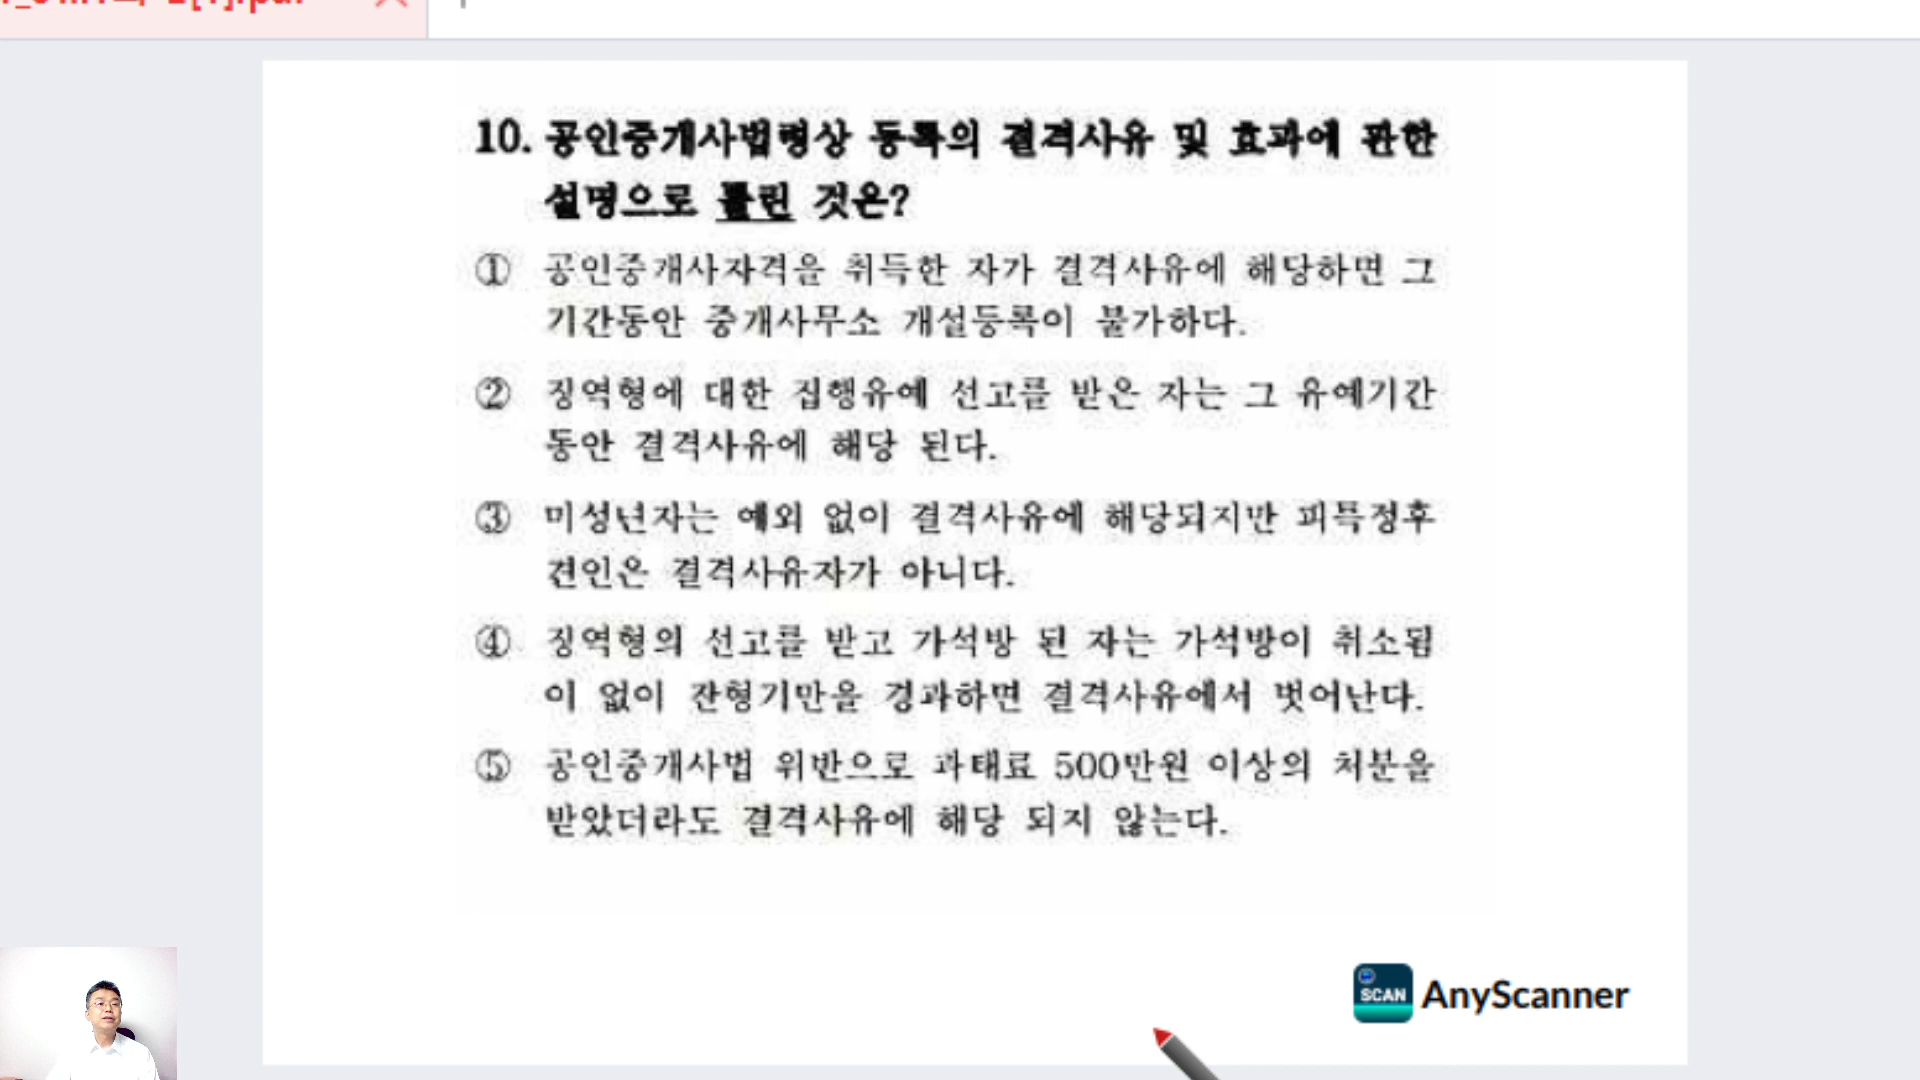 10. 공인중개사법령상 등록의 결격사유 및 효과에 관한
설명으로 틀린 것은?
① 공인중개사자격을 취득한 자가 결격사유에 해당하면 그
기간동안 중개사무소 개설등록이 불가하다.
② 징역형에 대한 집행유예 선고를 받은 자는 그 유예기간
동안 결격사유에 해당 된다.
③ 미성년자는 예외 없이 결격사유에 해당되지만 피특정후
견인은 결격사유자가 아니다.
④ 징역형의 선고를 받고 가석방 된 자는 가석방이 취소됨
이 없이 잔형기만을 경과하면 결격사유에서 벗어난다.
⑤ 공인중개사법 위반으로 과태료 500만원 이상의 처분을
받았더라도 결격사유에 해당 되지 않는다.
SCAN AnyScanner